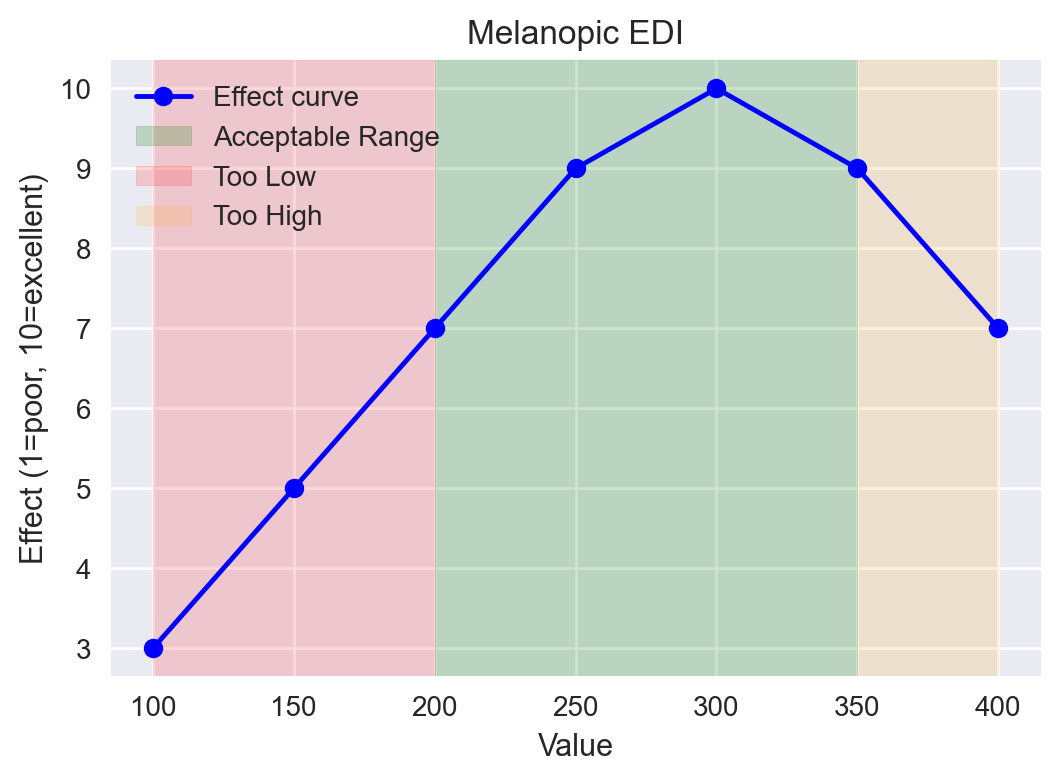 Melanopic EDI
Effect curve
Acceptable Range
Too Low
Too High
Effect (1=poor, 10=excellent)
10
9
8
7
6
5
4
3
100 150 200 250 300 350 400
Value